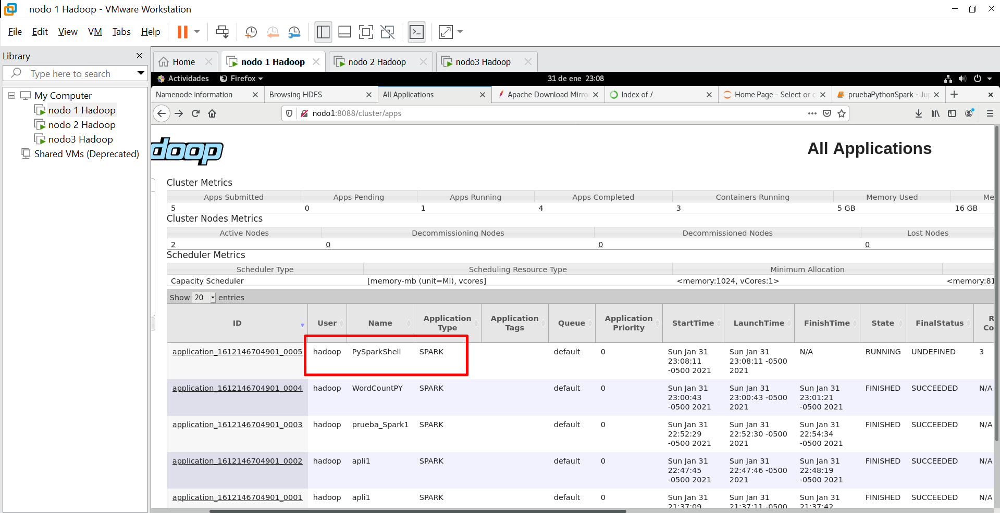 nodo 1 Hadoop - VMware Workstation
File Edit View VM Tabs Help
Library
Type here to search
My Computer
nodo 1 Hadoop
nodo 2 Hadoop
nodo3 Hadoop
Shared VMs (Deprecated)
Home nodo 1 Hadoop nodo 2 Hadoop nodo3 Hadoop
Actividades Firefox 31 de ene 23:08
Namenode information Browsing HDFS All Applications Apache Download Mirro Index of / Home Page - Select or c pruebaPythonSpark - Jup
nodo1:8088/cluster/apps
doop
All Applications
Cluster Metrics
Apps Submitted Apps Pending Apps Running Apps Completed Containers Running Memory Used Me
5 0 1 4 3 5 GB 16 GB
Cluster Nodes Metrics
Active Nodes Decommissioning Nodes Decommissioned Nodes Lost Nodes
2 0 0 0
Scheduler Metrics
Scheduler Type Scheduling Resource Type Minimum Allocation
Capacity Scheduler [memory-mb (unit=Mi), vcores] <memory:1024, vCores:1> <memory:81
Show 20 entries
ID User Name Application Type Application Tags Queue Application Priority StartTime LaunchTime FinishTime State FinalStatus R Co
application_1612146704901_0005 hadoop PySparkShell SPARK default 0 Sun Jan 31 23:08:11 -0500 2021 Sun Jan 31 23:08:11 -0500 2021 N/A RUNNING UNDEFINED 3
application_1612146704901_0004 hadoop WordCountPY SPARK default 0 Sun Jan 31 23:00:43 -0500 2021 Sun Jan 31 23:00:43 -0500 2021 Sun Jan 31 23:01:21 -0500 2021 FINISHED SUCCEEDED N/A
application_1612146704901_0003 hadoop prueba_Spark1 SPARK default 0 Sun Jan 31 22:52:29 -0500 2021 Sun Jan 31 22:52:30 -0500 2021 Sun Jan 31 22:54:34 -0500 2021 FINISHED SUCCEEDED N/A
application_1612146704901_0002 hadoop apli1 SPARK default 0 Sun Jan 31 22:47:45 -0500 2021 Sun Jan 31 22:47:46 -0500 2021 Sun Jan 31 22:48:19 -0500 2021 FINISHED SUCCEEDED N/A
application_1612146704901_0001 hadoop apli1 SPARK default 0 Sun Jan 31 21:37:09 Sun Jan 31 21:37:11 -0500 Sun Jan 31 21:37:42 FINISHED SUCCEEDED N/A